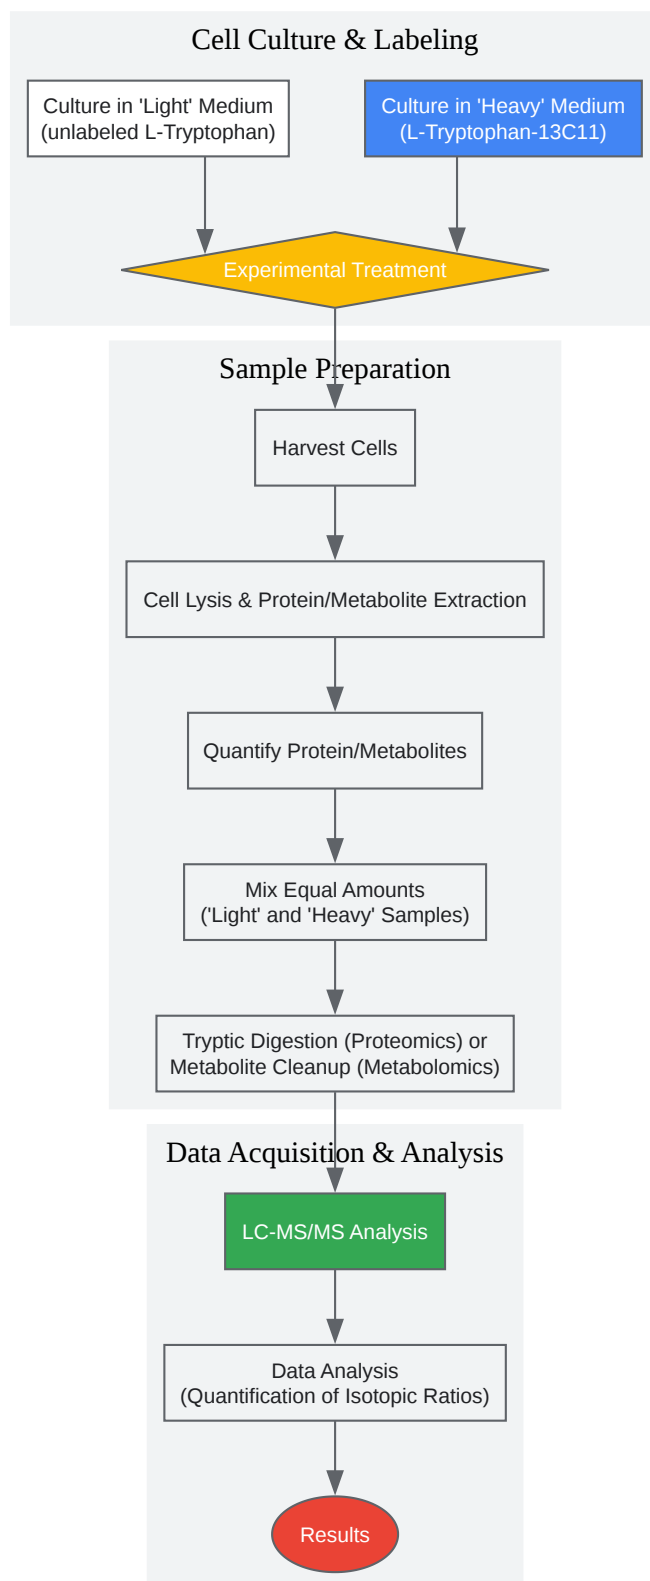 Cell Culture & Labeling
Culture in 'Light' Medium
(unlabeled L-Tryptophan)
Culture in 'Heavy' Medium
(L-Tryptophan-13C11)
Experimental Treatment
Sample Preparation
Harvest Cells
Cell Lysis & Protein/Metabolite Extraction
Quantify Protein/Metabolites
Mix Equal Amounts
('Light' and 'Heavy' Samples)
Tryptic Digestion (Proteomics) or
Metabolite Cleanup (Metabolomics)
Data Acquisition & Analysis
LC-MS/MS Analysis
Data Analysis
(Quantification of Isotopic Ratios)
Results